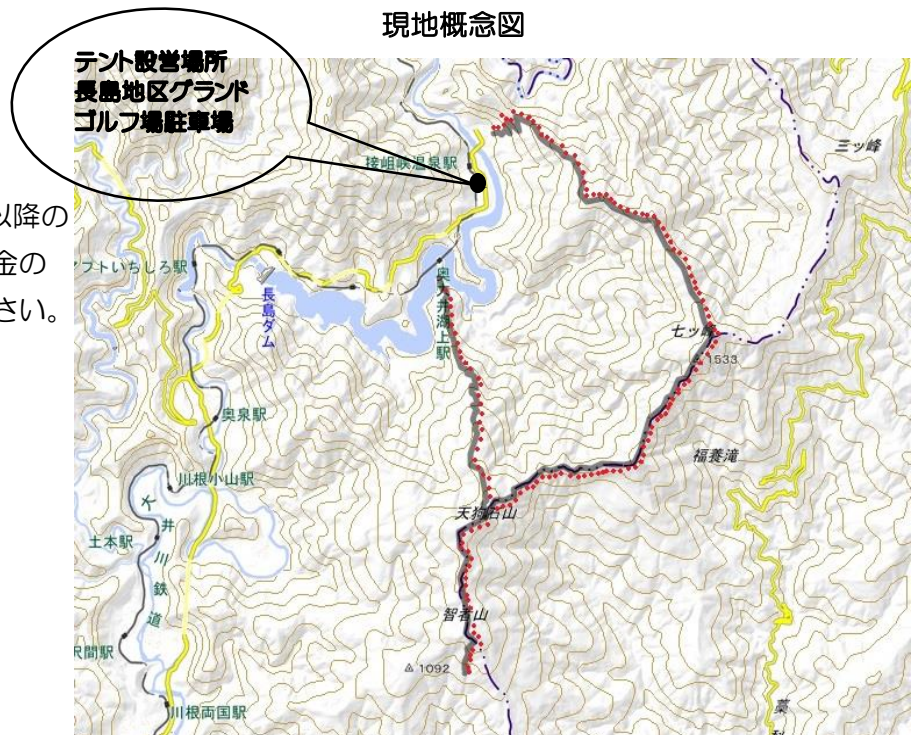 現地概念図
テント設営場所
長島地区グランド
ゴルフ場駐車場
三ッ峰
接岨峡温泉駅
以降の
金の
さい。
アプトいちしろ駅
長島ダム
奥大井湖上駅
七ッ峰
1533
奥泉駅
福養滝
川根小山駅
天狗石山
土本駅
大井川鉄道
智者山
沢間駅
1092
川根両国駅
藁